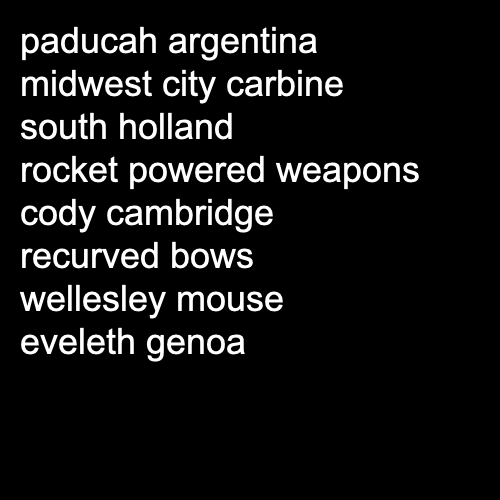 paducah argentina
midwest city carbine
south holland
rocket powered weapons
cody cambridge
recurved bows
wellesley mouse
eveleth genoa